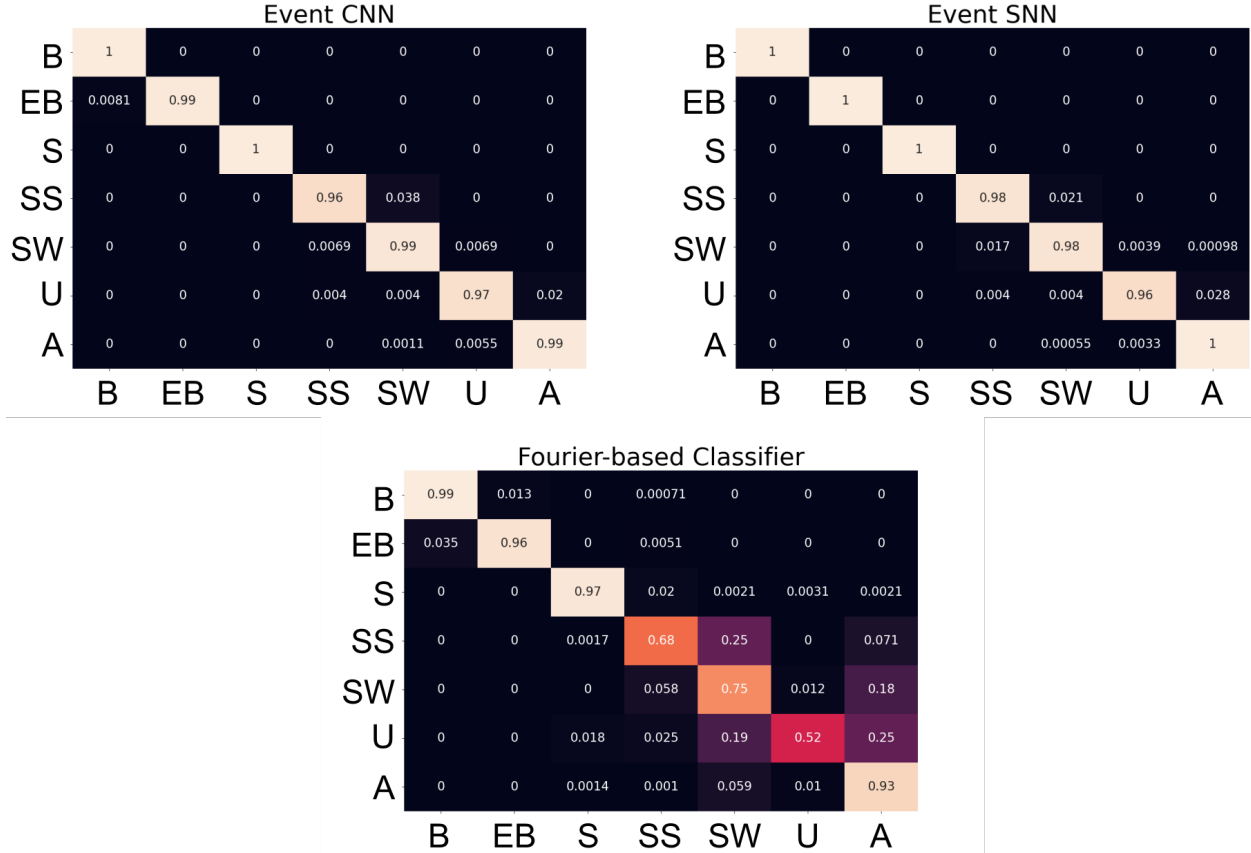 Event CNN
B 1 0 0 0 0 0 0
EB 0.0081 0.99 0 0 0 0 0
S 0 0 1 0 0 0 0
SS 0 0 0 0.96 0.038 0 0
SW 0 0 0 0.0069 0.99 0.0069 0
U 0 0 0 0.004 0.004 0.97 0.02
A 0 0 0 0 0.0011 0.0055 0.99
B EB S SS SW U A
Event SNN
B 1 0 0 0 0 0 0
EB 0 1 0 0 0 0 0
S 0 0 1 0 0 0 0
SS 0 0 0 0.98 0.021 0 0
SW 0 0 0 0.017 0.98 0.0039 0.00098
U 0 0 0 0.004 0.004 0.96 0.028
A 0 0 0 0 0.00055 0.0033 1
B EB S SS SW U A
Fourier-based Classifier
B 0.99 0.013 0 0.00071 0 0 0
EB 0.035 0.96 0 0.0051 0 0 0
S 0 0 0.97 0.02 0.0021 0.0031 0.0021
SS 0 0 0.0017 0.68 0.25 0 0.071
SW 0 0 0 0.058 0.75 0.012 0.18
U 0 0 0.018 0.025 0.19 0.52 0.25
A 0 0 0.0014 0.001 0.059 0.01 0.93
B EB S SS SW U A